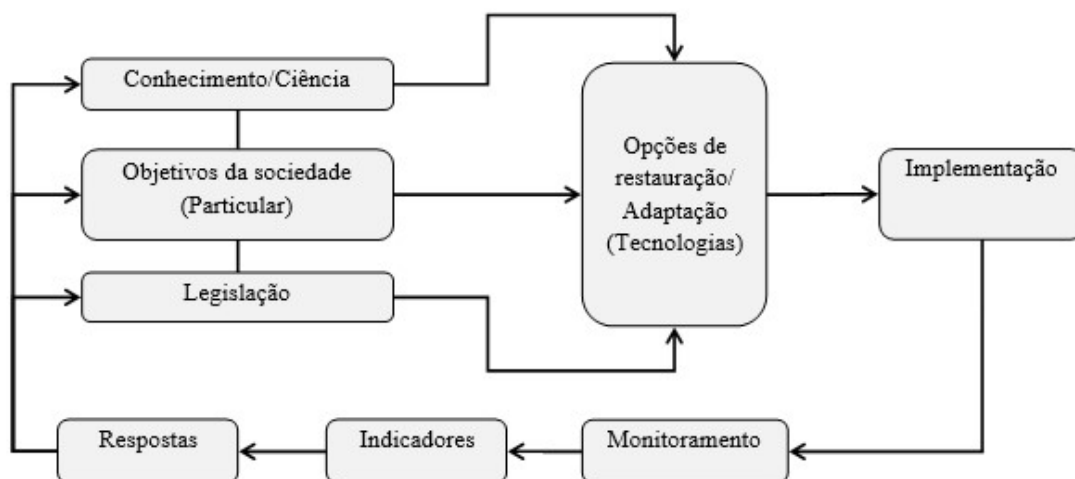 Conhecimento/Ciência
Objetivos da sociedade
(Particular)
Legislação
Opções de
restauração/
Adaptação
(Tecnologias)
Implementação
Respostas
Indicadores
Monitoramento